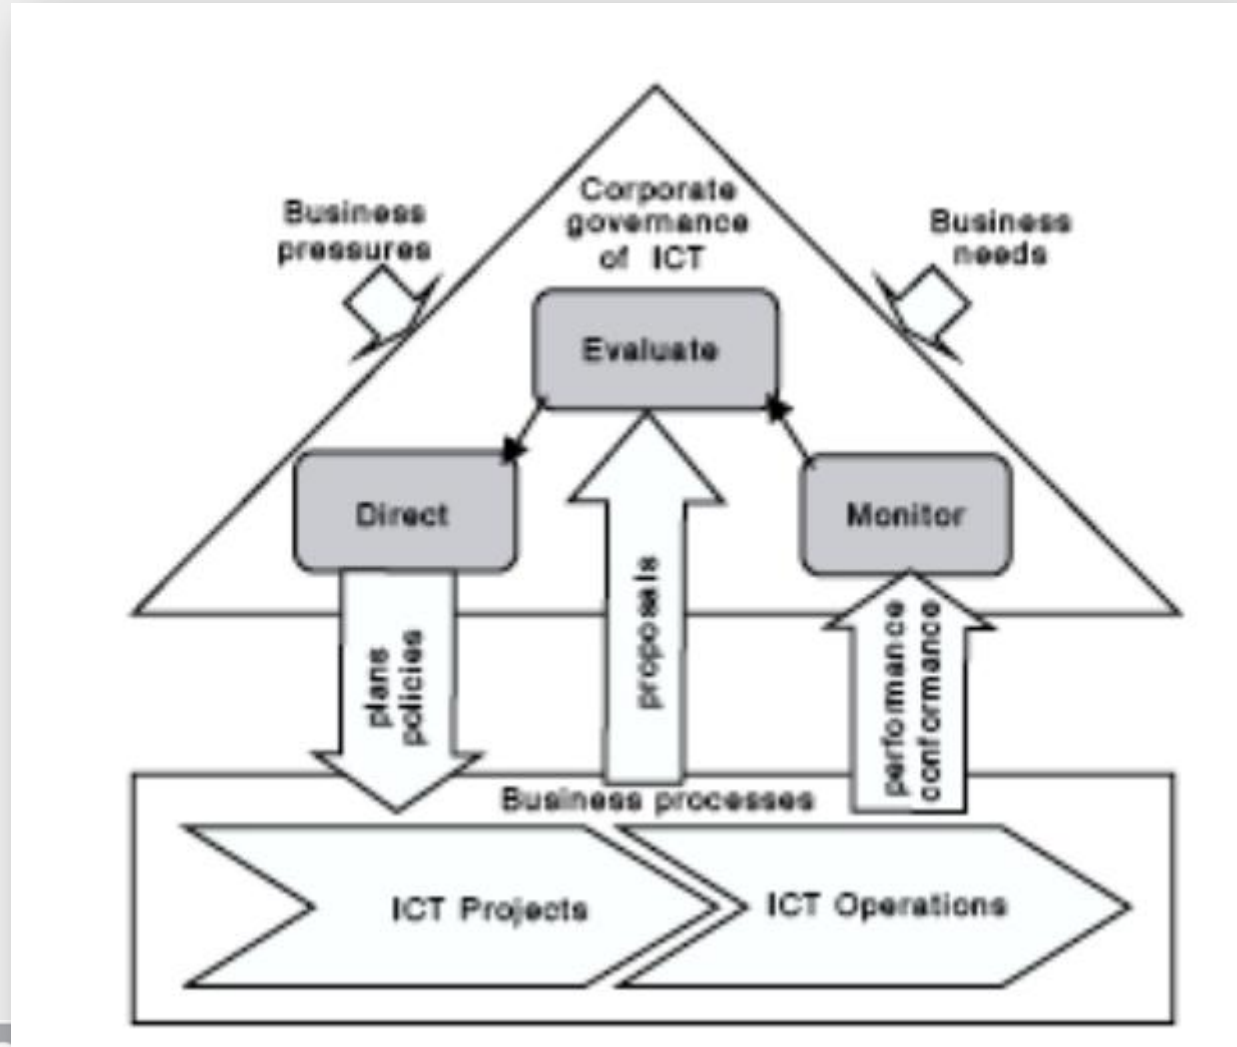 Corporate
governance
of ICT
Business
pressures
Business
needs
Evaluate
Direct
Monitor
plans
policies
proposals
performance
conformance
Business processes
ICT Projects
ICT Operations